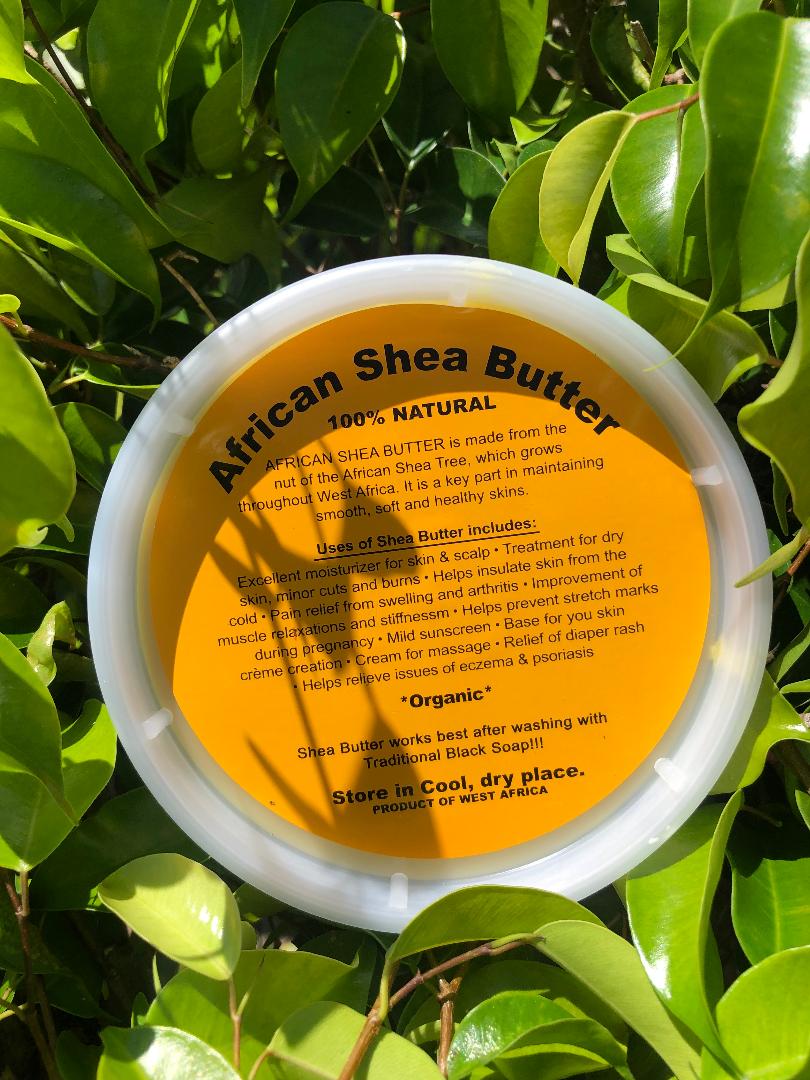 African Shea Butter
100% NATURAL
AFRICAN SHEA BUTTER is made from the
nut of the African Shea Tree, which grows
throughout West Africa. It is a key part in maintaining
smooth, soft and healthy skins.
Uses of Shea Butter includes:
Excellent moisturizer for skin & scalp • Treatment for dry
skin, minor cuts and burns • Helps insulate skin from the
cold • Pain relief from swelling and arthritis • Improvement of
muscle relaxations and stiffnessm • Helps prevent stretch marks
during pregnancy • Mild sunscreen • Base for you skin
crème creation • Cream for massage • Relief of diaper rash
• Helps relieve issues of eczema & psoriasis
*Organic*
Shea Butter works best after washing with
Traditional Black Soap!!!
Store in Cool, dry place.
PRODUCT OF WEST AFRICA